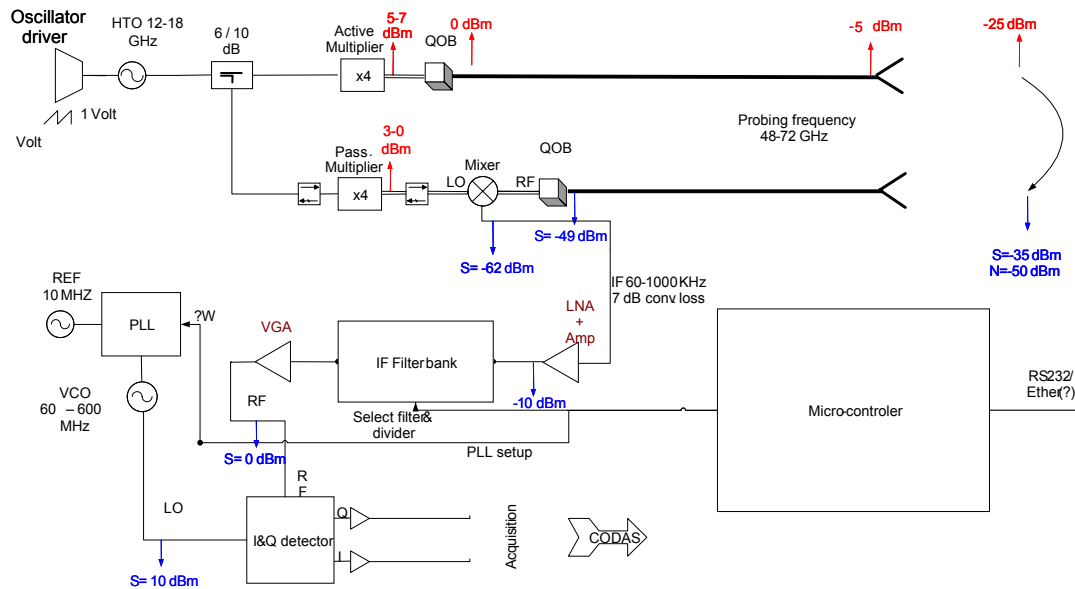 Oscillator
driver
HTO 12-18
GHz
6 / 10
dB
Active
Multiplier
5-7
dBm
QOB
0 dBm
-5 dBm
-25 dBm
x4
1 Volt
Volt
Probing frequency
48-72 GHz
3-0
dBm
Pass.
Multiplier
x4
LO
Mixer
RF
QOB
S= -49 dBm
S= -62 dBm
S=-35 dBm
N=-50 dBm
IF 60-1000 KHz
7 dB conv. loss
REF
10 MHZ
PLL
?W
VGA
IF Filterbank
LNA
+
Amp
-10 dBm
RS232/
Ether(?)
VCO
60 – 600
MHz
RF
Select filter&
divider
Micro-controler
S= 0 dBm
PLL setup
R
F
LO
I&Q detector
Q
I
Acquisition
CODAS
S= 10 dBm